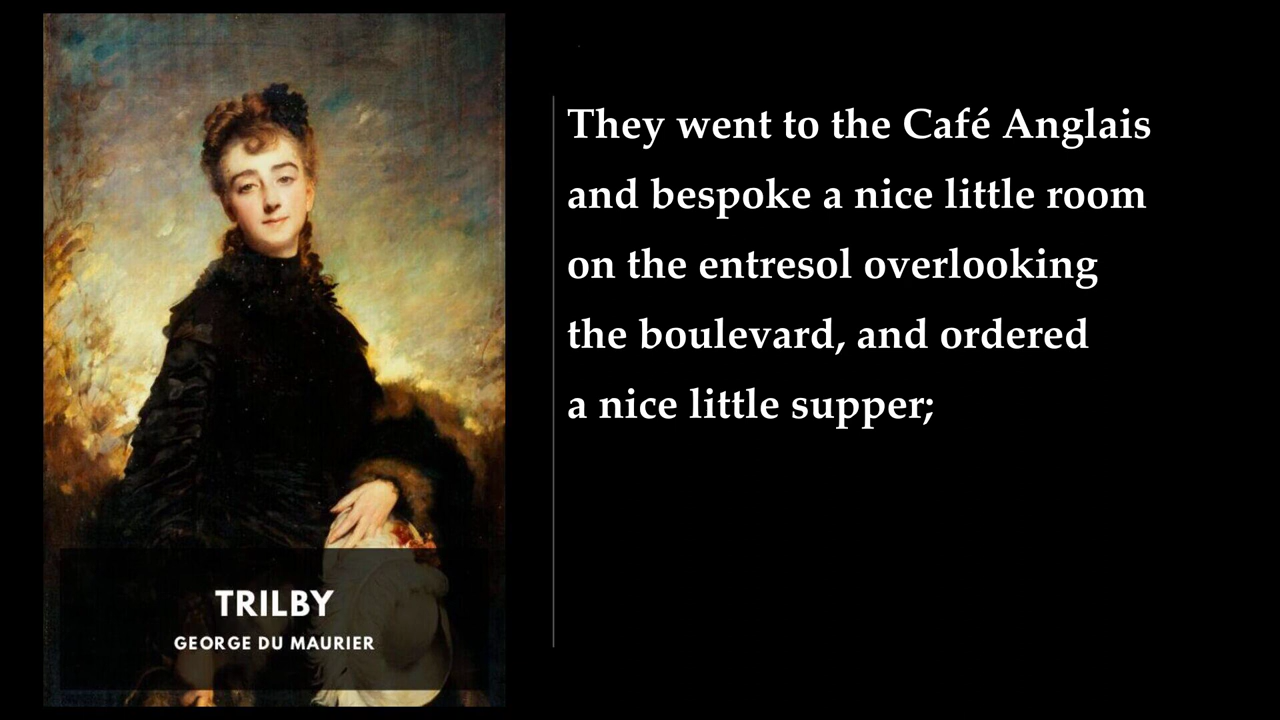 They went to the Café Anglais
and bespoke a nice little room
on the entresol overlooking
the boulevard, and ordered
a nice little supper;
TRILBY
GEORGE DU MAURIER